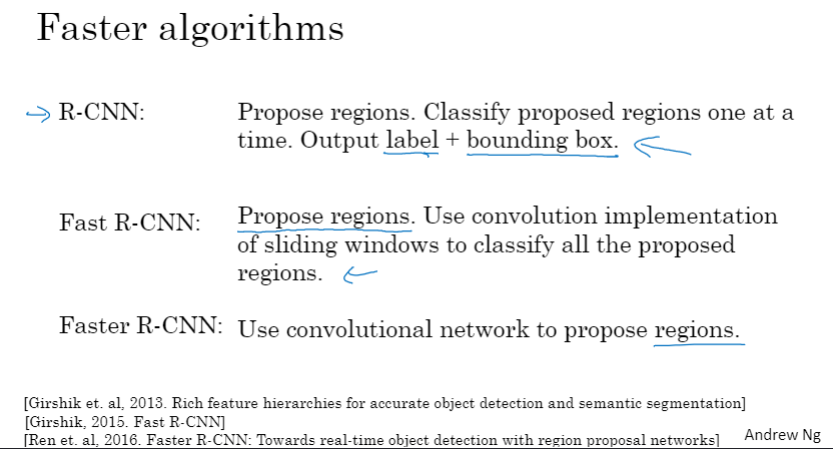 Faster algorithms
R-CNN: Propose regions. Classify proposed regions one at a
time. Output label + bounding box.
Fast R-CNN: Propose regions. Use convolution implementation
of sliding windows to classify all the proposed
regions.
Faster R-CNN: Use convolutional network to propose regions.
[Girshik et. al, 2013. Rich feature hierarchies for accurate object detection and semantic segmentation]
[Girshik, 2015. Fast R-CNN]
[Ren et. al, 2016. Faster R-CNN: Towards real-time object detection with region proposal networks]
Andrew Ng